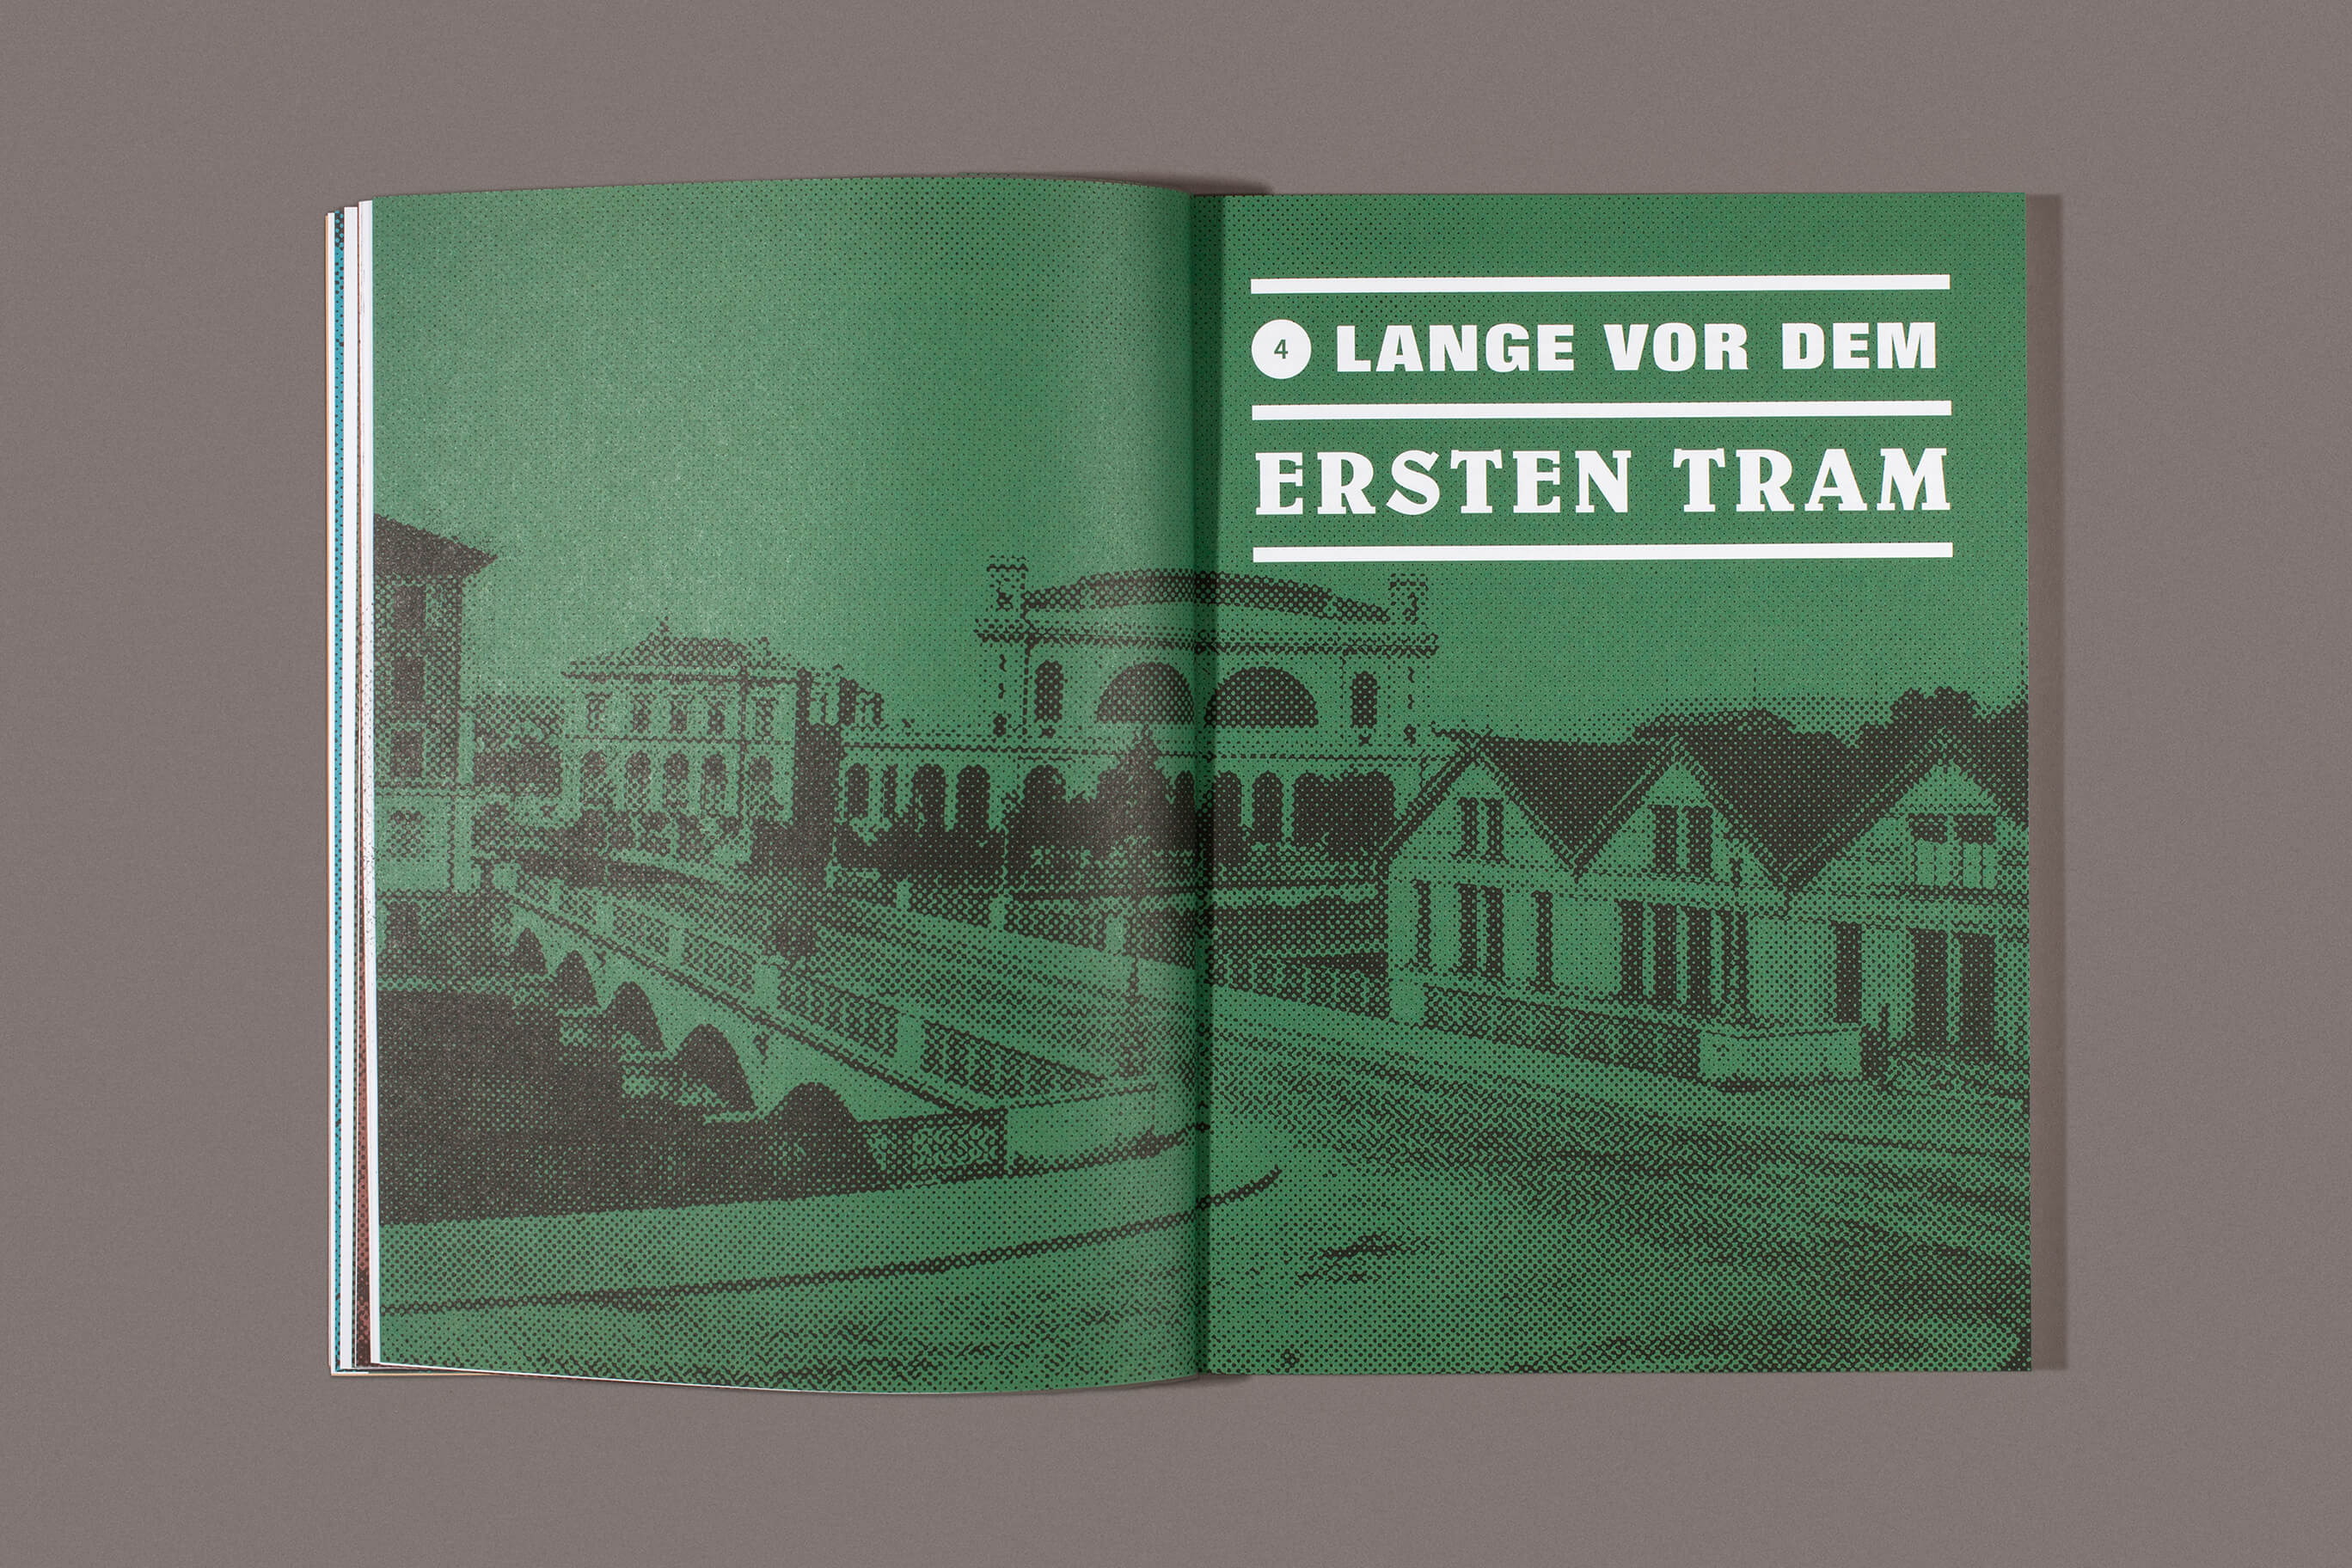 4 LANGE VOR DEM
ERSTEN TRAM